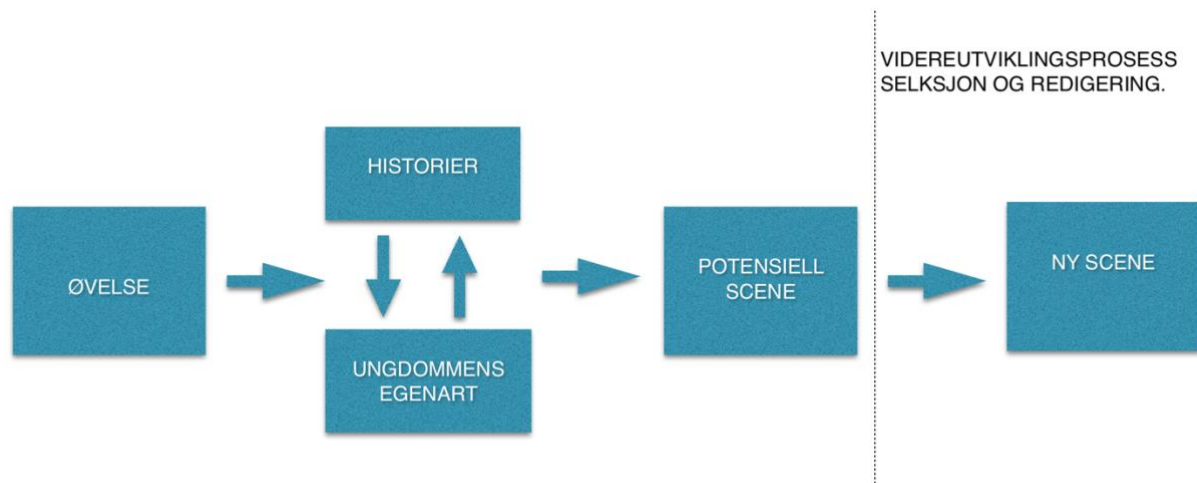 VIDEREUTVIKLINGSPROSESS
SELKSJON OG REDIGERING.
ØVELSE
HISTORIER
UNGDOMMENS
EGENART
POTENSIELL
SCENE
NY SCENE